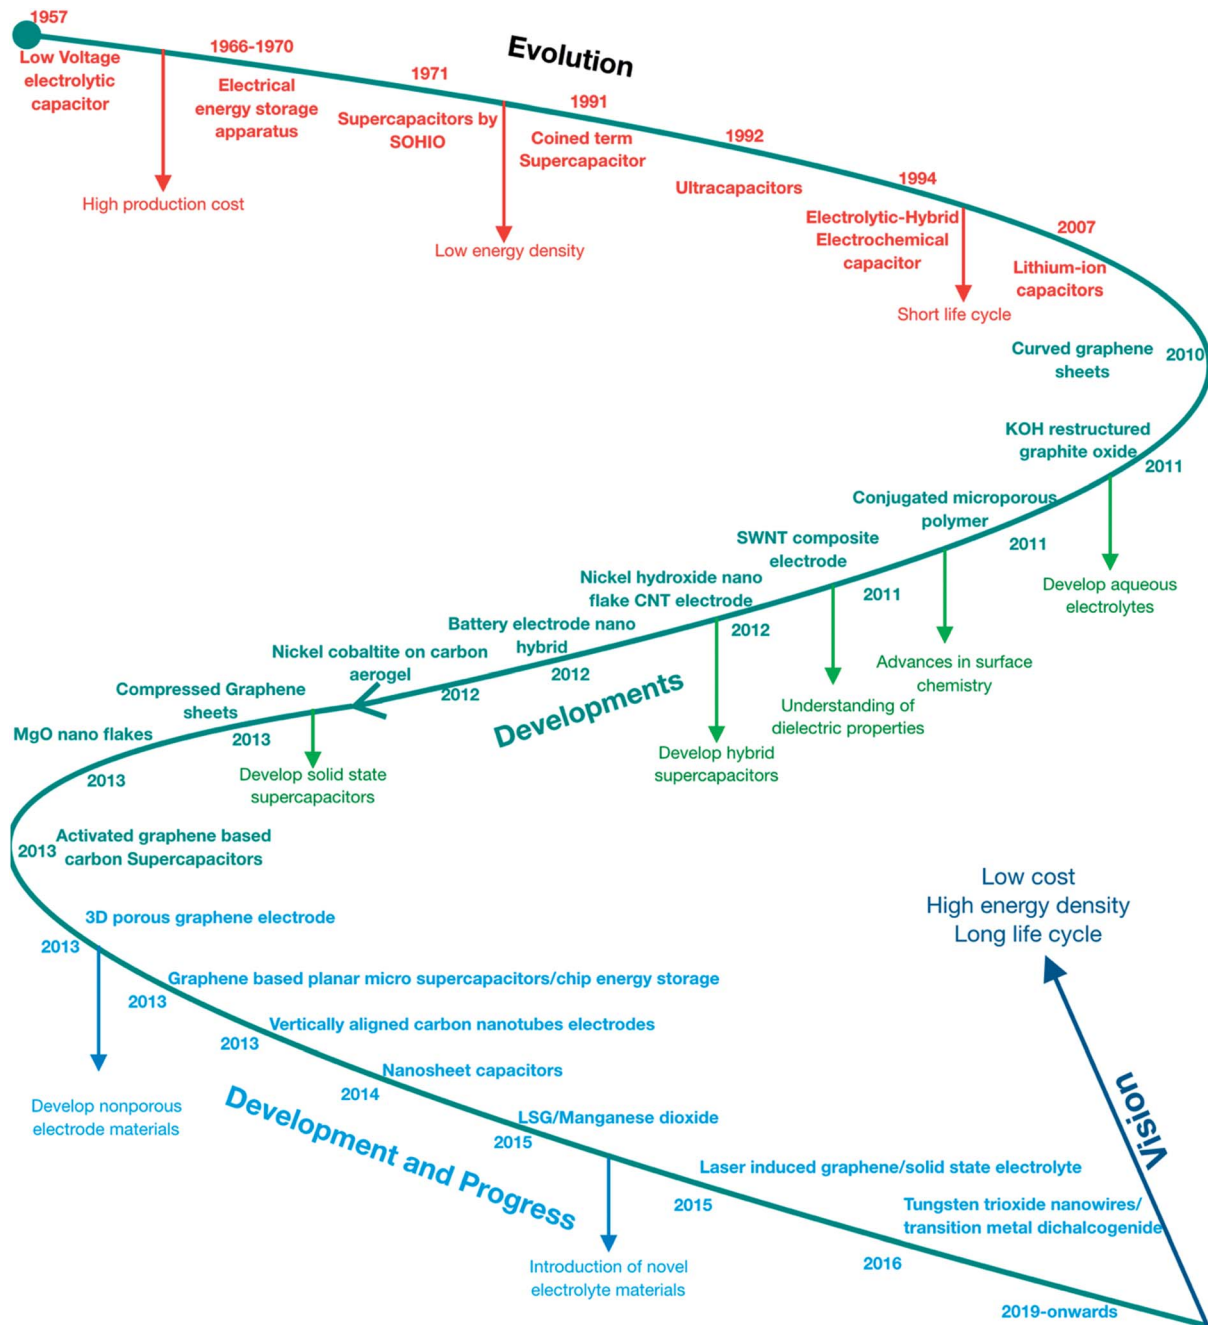 1957
Low Voltage
electrolytic
capacitor
High production cost
1966-1970
Electrical
energy storage
apparatus
1971
Supercapacitors by
SOHIO
Evolution
Low energy density
1991
Coined term
Supercapacitor
1992
Ultracapacitors
1994
Electrolytic-Hybrid
Electrochemical
capacitor
Short life cycle
2007
Lithium-ion
capacitors
Curved graphene
sheets
2010
KOH restructured
graphite oxide
2011
Develop aqueous
electrolytes
Conjugated microporous
polymer
2011
Advances in surface
chemistry
SWNT composite
electrode
2011
Understanding of
dielectric properties
Nickel hydroxide nano
flake CNT electrode
2012
Develop hybrid
supercapacitors
Battery electrode nano
hybrid
2012
Developments
Nickel cobaltite on carbon
aerogel
2012
Compressed Graphene
sheets
2013
Develop solid state
supercapacitors
MgO nano flakes
2013
2013
Activated graphene based
carbon Supercapacitors
3D porous graphene electrode
2013
Develop nonporous
electrode materials
Graphene based planar micro supercapacitors/chip energy storage
2013
Vertically aligned carbon nanotubes electrodes
2013
Nanosheet capacitors
2014
Development and Progress
LSG/Manganese dioxide
2015
Introduction of novel
electrolyte materials
Laser induced graphene/solid state electrolyte
2015
Tungsten trioxide nanowires/
transition metal dichalcogenide
2016
2019-onwards
Vision
Low cost
High energy density
Long life cycle